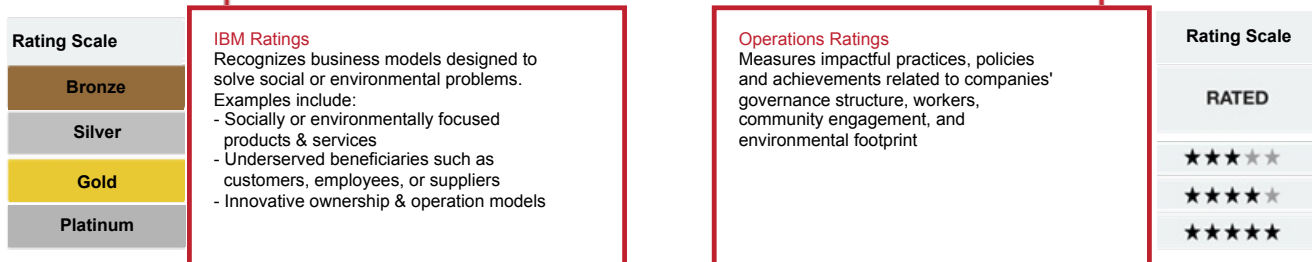 Rating Scale
Bronze
Silver
Gold
Platinum
IBM Ratings
Recognizes business models designed to
solve social or environmental problems.
Examples include:
- Socially or environmentally focused
products & services
- Underserved beneficiaries such as
customers, employees, or suppliers
- Innovative ownership & operation models
Operations Ratings
Measures impactful practices, policies
and achievements related to companies'
governance structure, workers,
community engagement, and
environmental footprint
Rating Scale
RATED
★★★★★
★★★★★
★★★★★